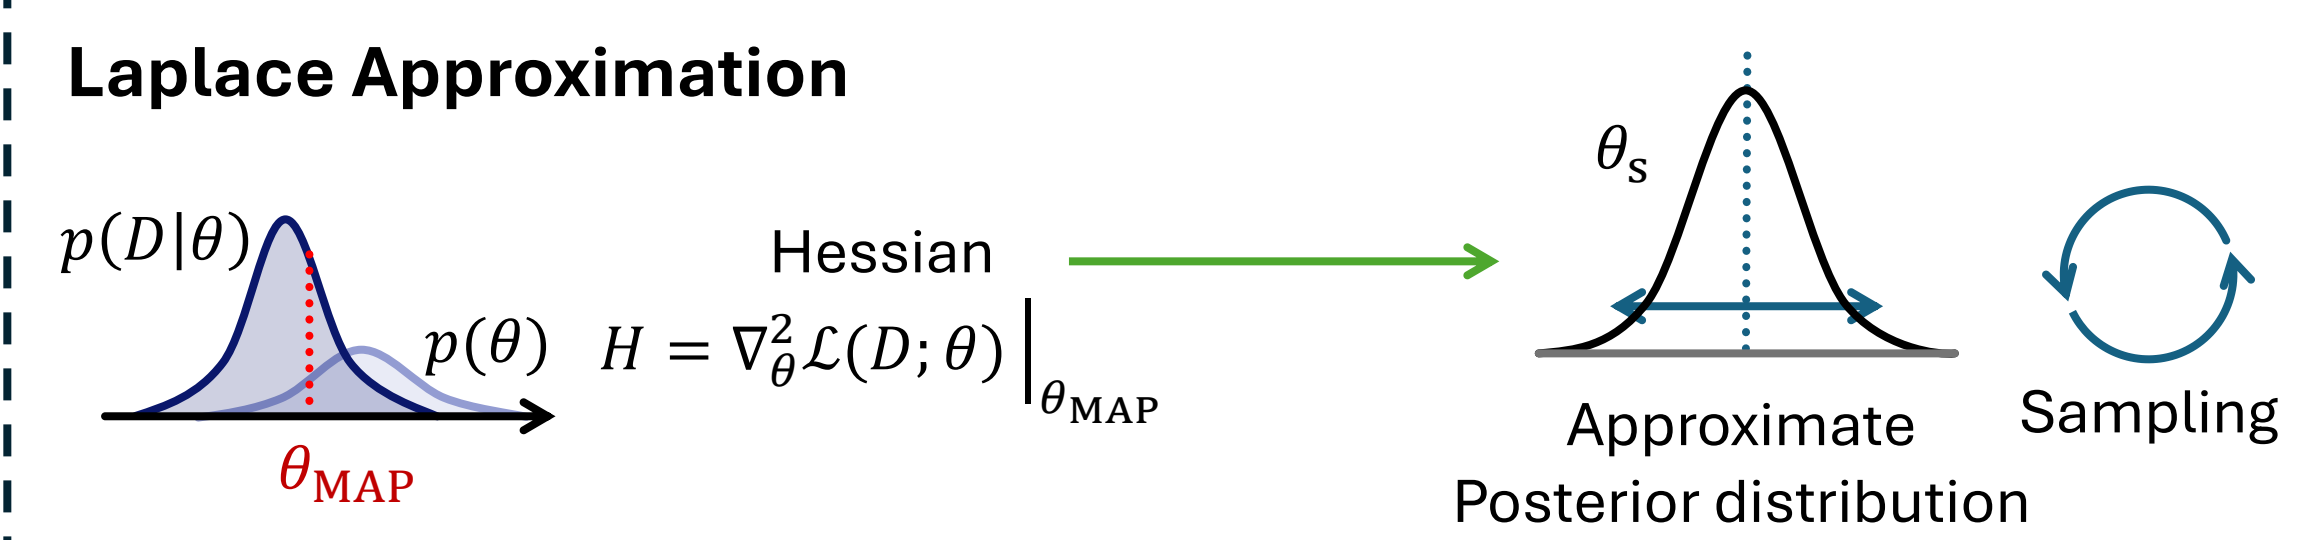 Laplace Approximation
p(D|θ)
p(θ)
θ_MAP
Hessian
H = ∇²_θ ℒ(D; θ) |_θ_MAP
θ_s
Approximate
Posterior distribution
Sampling